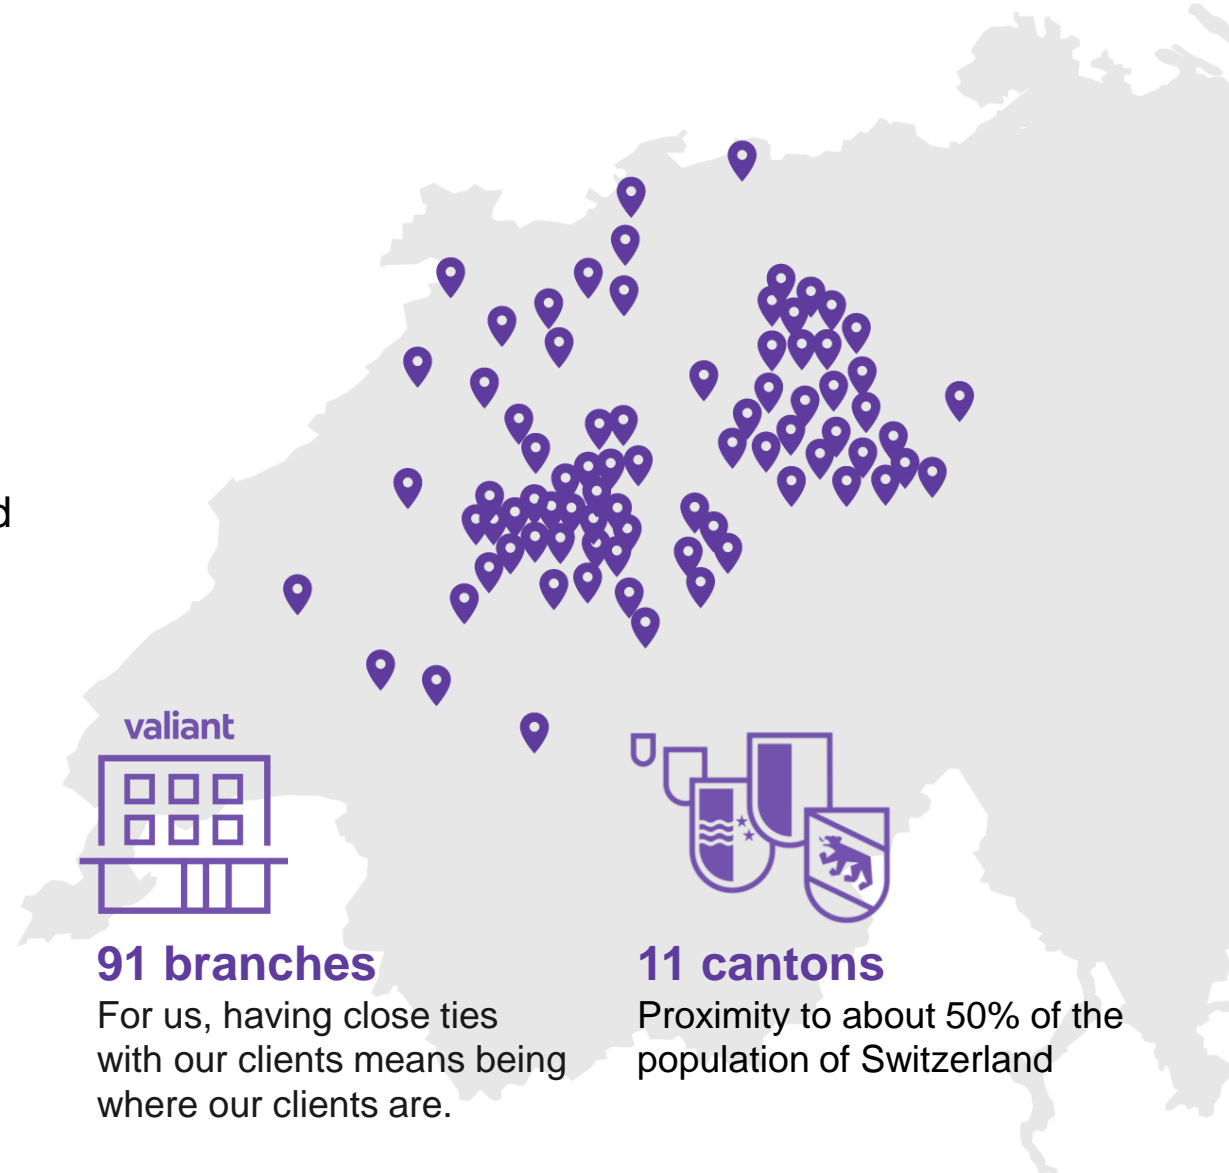 d
valiant
91 branches
For us, having close ties
with our clients means being
where our clients are.
11 cantons
Proximity to about 50% of the
population of Switzerland